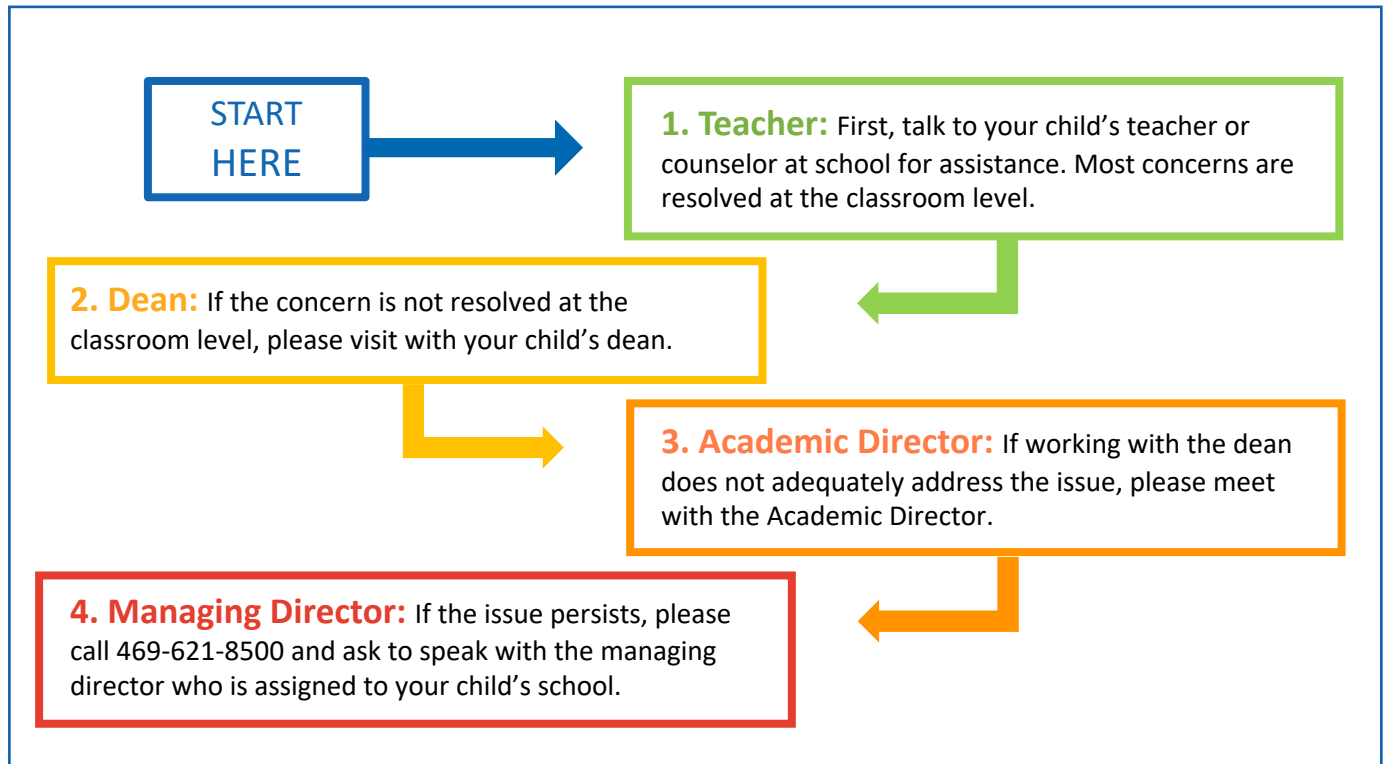 START
HERE
1. Teacher: First, talk to your child’s teacher or
counselor at school for assistance. Most concerns are
resolved at the classroom level.
2. Dean: If the concern is not resolved at the
classroom level, please visit with your child’s dean.
3. Academic Director: If working with the dean
does not adequately address the issue, please meet
with the Academic Director.
4. Managing Director: If the issue persists, please
call 469-621-8500 and ask to speak with the managing
director who is assigned to your child’s school.